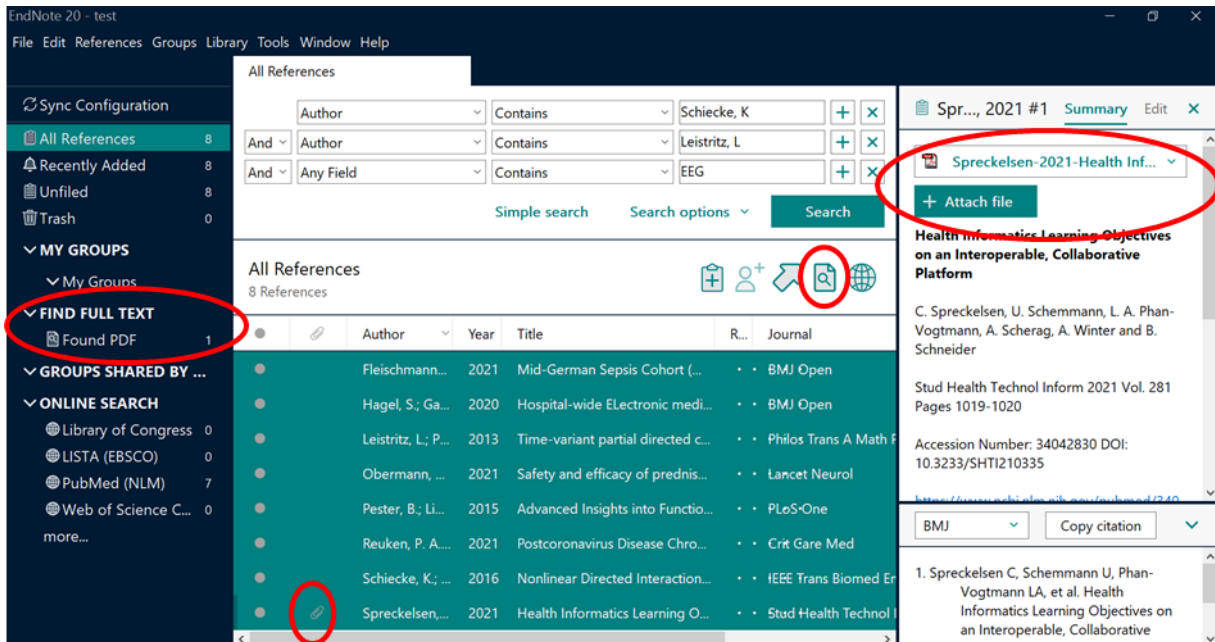 EndNote 20 - test
File Edit References Groups Library Tools Window Help
All References
Sync Configuration
All References 8
Recently Added 8
Unfiled 8
Trash 0
MY GROUPS
My Groups
FIND FULL TEXT
Found PDF 1
GROUPS SHARED BY ...
ONLINE SEARCH
Library of Congress 0
LISTA (EBSCO) 0
PubMed (NLM) 7
Web of Science C... 0
more...
Author Contains Schiecke, K
And Author Contains Leistritz, L
And Any Field Contains EEG
Simple search Search options Search
All References
8 References
Author Year Title R... Journal
Fleischmann... 2021 Mid-German Sepsis Cohort (... BMJ Open
Hagel, S.; Ga... 2020 Hospital-wide ELectronic medi... BMJ Open
Leistritz, L.; P... 2013 Time-variant partial directed c... Philos Trans A Math P
Obermann, ... 2021 Safety and efficacy of prednis... Lancet Neurol
Pester, B.; Li... 2015 Advanced Insights into Functio... PLoS One
Reuken, P. A.... 2021 Postcoronavirus Disease Chro... Crit Care Med
Schiecke, K.; ... 2016 Nonlinear Directed Interaction... IEEE Trans Biomed En
Spreckelsen,... 2021 Health Informatics Learning O... Stud Health Technol I
Spr..., 2021 #1 Summary Edit
Spreckelsen-2021-Health Inf...
+ Attach file
Health Informatics Learning Objectives
on an Interoperable, Collaborative
Platform
C. Spreckelsen, U. Schemmann, L. A. Phan-
Vogtmann, A. Scherag, A. Winter and B.
Schneider
Stud Health Technol Inform 2021 Vol. 281
Pages 1019-1020
Accession Number: 34042830 DOI:
10.3233/SHTI210335
https://www.ncbi.nlm.nih.gov/pubmed/340
BMJ Copy citation
1. Spreckelsen C, Schemmann U, Phan-
Vogtmann LA, et al. Health
Informatics Learning Objectives on
an Interoperable, Collaborative